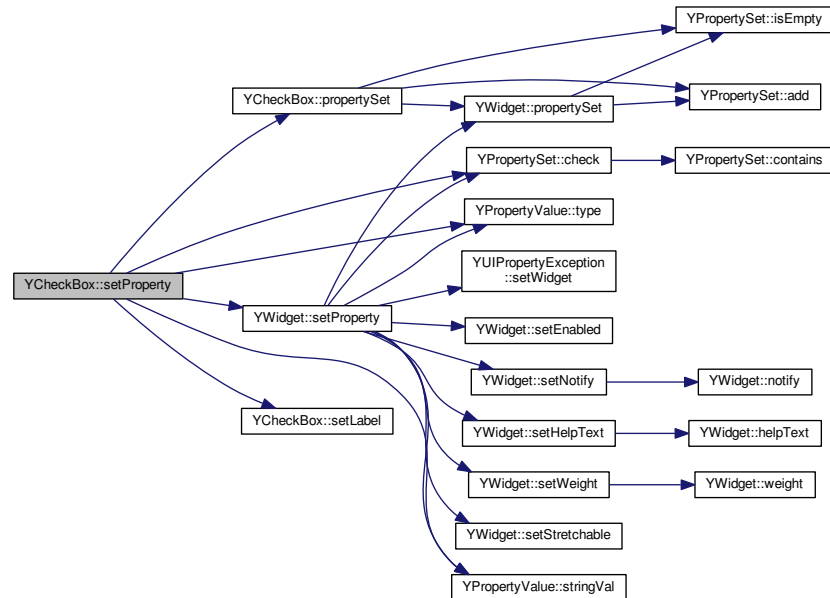 YPropertySet::isEmpty
YCheckBox::propertySet
YPropertySet::add
YWidget::propertySet
YPropertySet::check
YPropertySet::contains
YPropertyValue::type
YUIPropertyException
::setWidget
YCheckBox::setProperty
YWidget::setProperty
YWidget::setEnabled
YWidget::setNotify
YWidget::notify
YCheckBox::setLabel
YWidget::setHelpText
YWidget::helpText
YWidget::setWeight
YWidget::weight
YWidget::setStretchable
YPropertyValue::stringVal